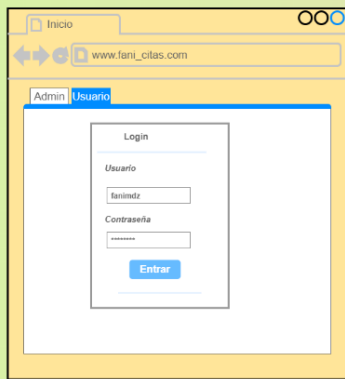 Inicio
www.fani_citas.com
Admin Usuario
Login
Usuario
fanimdz
Contraseña
********
Entrar